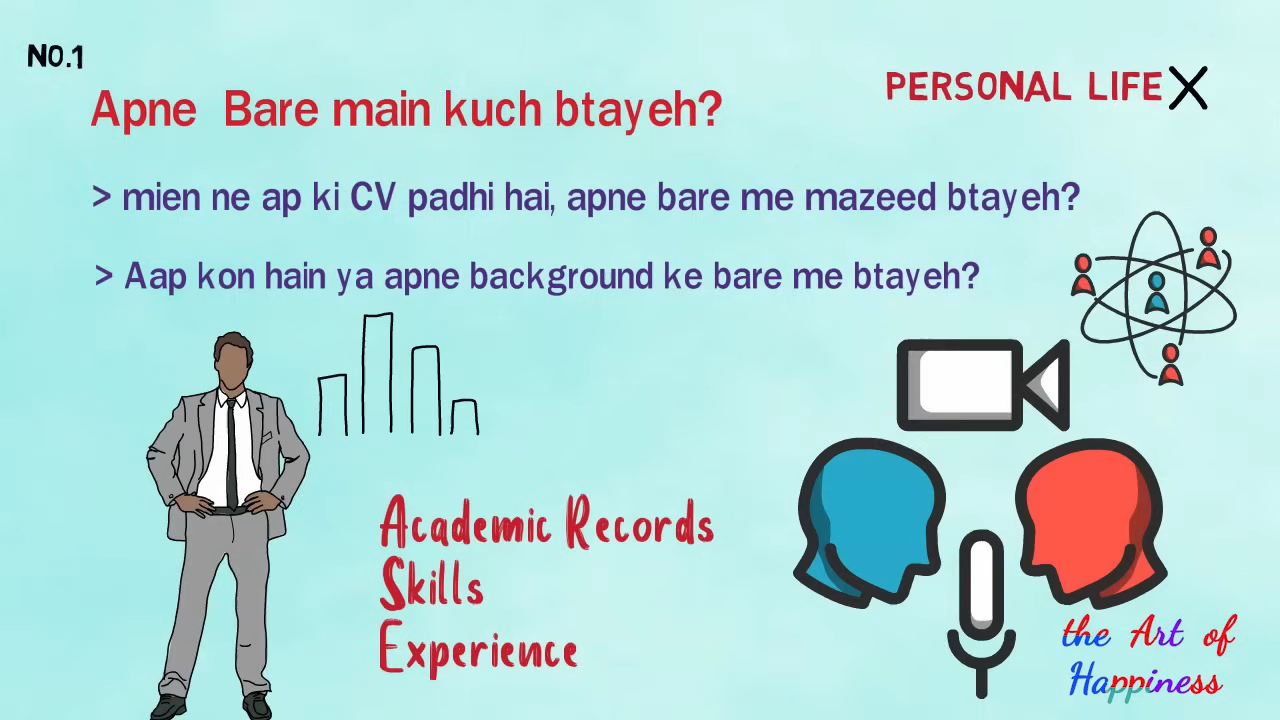 NO.1
PERSONAL LIFE X
Apne Bare main kuch btayeh?
> mien ne ap ki CV padhi hai, apne bare me mazeed btayeh?
> Aap kon hain ya apne background ke bare me btayeh?
Academic Records
Skills
Experience
the Art of
Happiness